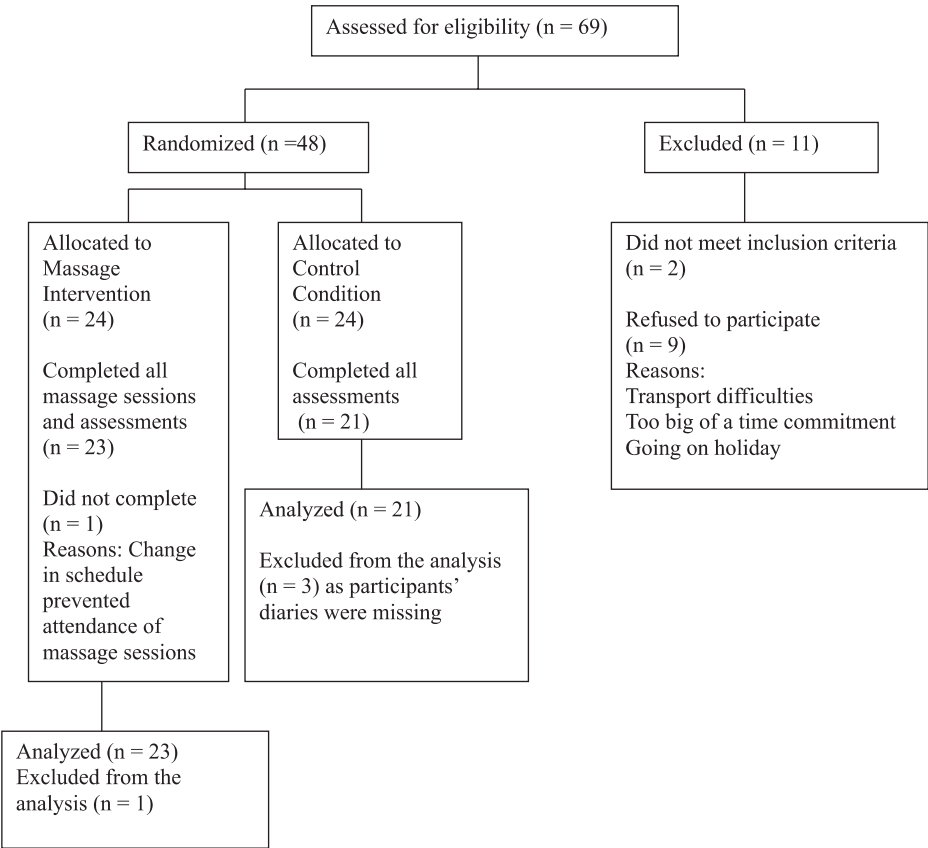 Assessed for eligibility (n = 69)
Randomized (n =48)
Excluded (n = 11)
Allocated to
Massage
Intervention
(n = 24)
Completed all
massage sessions
and assessments
(n = 23)
Did not complete
(n = 1)
Reasons: Change
in schedule
prevented
attendance of
massage sessions
Allocated to
Control
Condition
(n = 24)
Completed all
assessments
(n = 21)
Did not meet inclusion criteria
(n = 2)
Refused to participate
(n = 9)
Reasons:
Transport difficulties
Too big of a time commitment
Going on holiday
Analyzed (n = 21)
Excluded from the analysis
(n = 3) as participants’
diaries were missing
Analyzed (n = 23)
Excluded from the
analysis (n = 1)